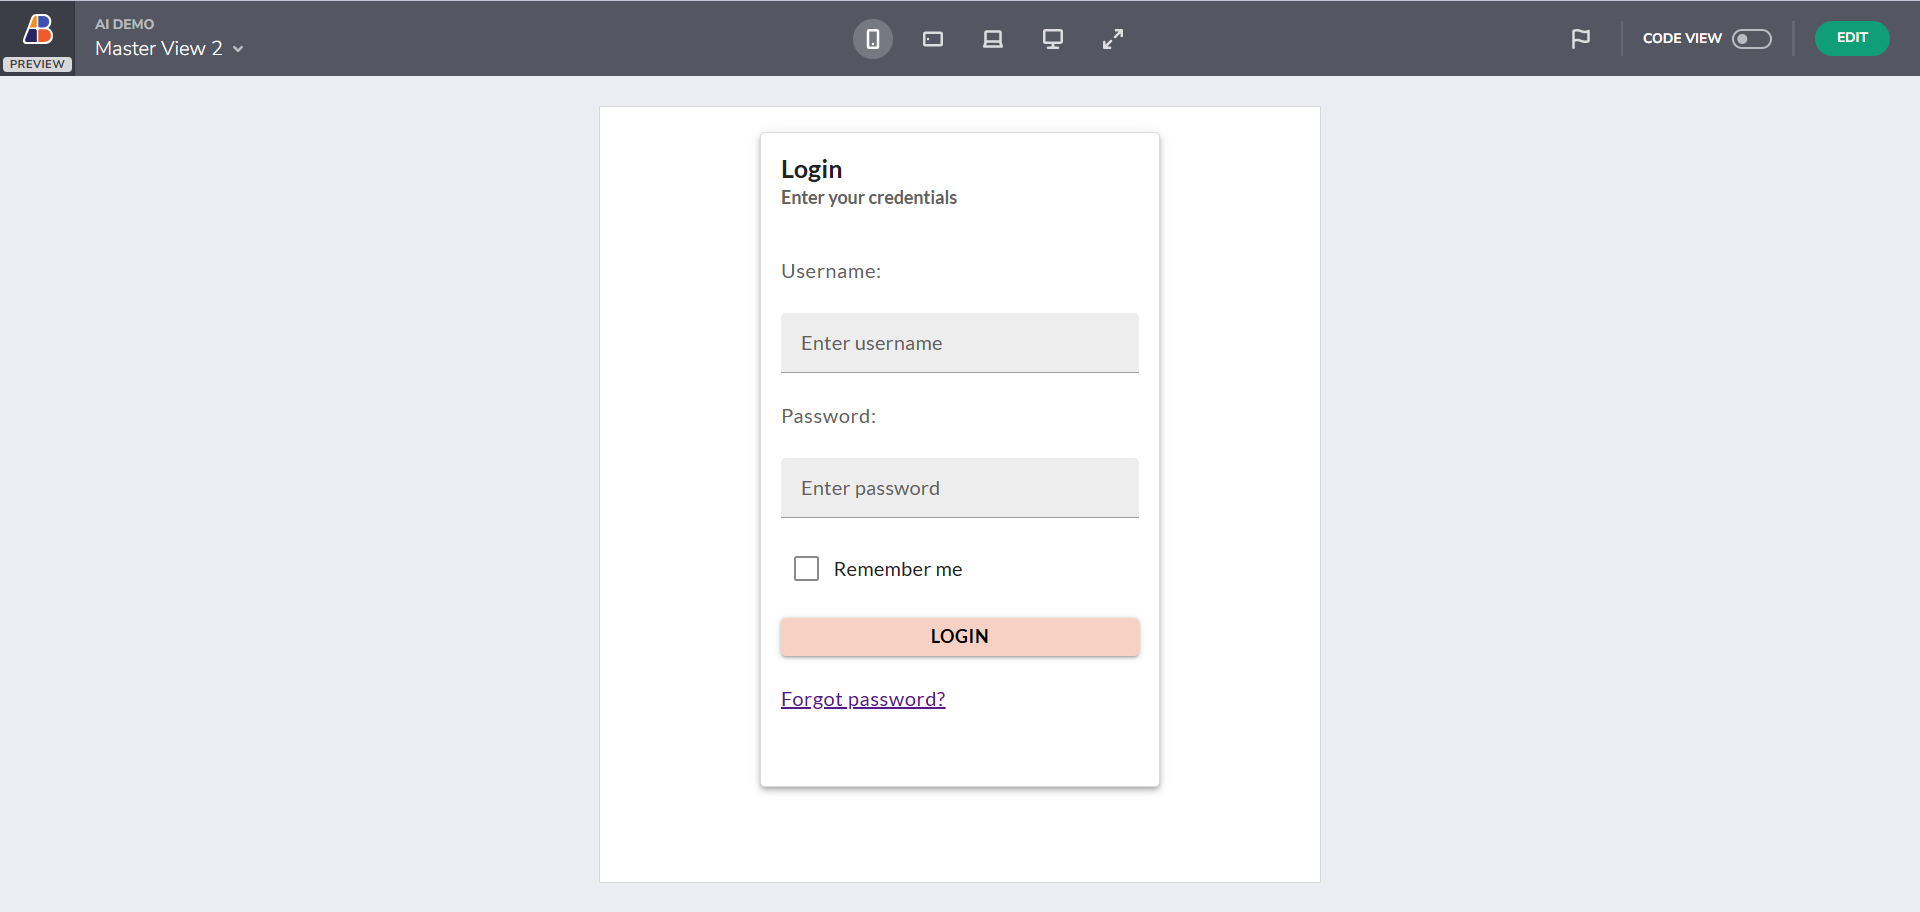 AI DEMO
Master View 2
PREVIEW
CODE VIEW
EDIT
Login
Enter your credentials
Username:
Enter username
Password:
Enter password
Remember me
LOGIN
Forgot password?